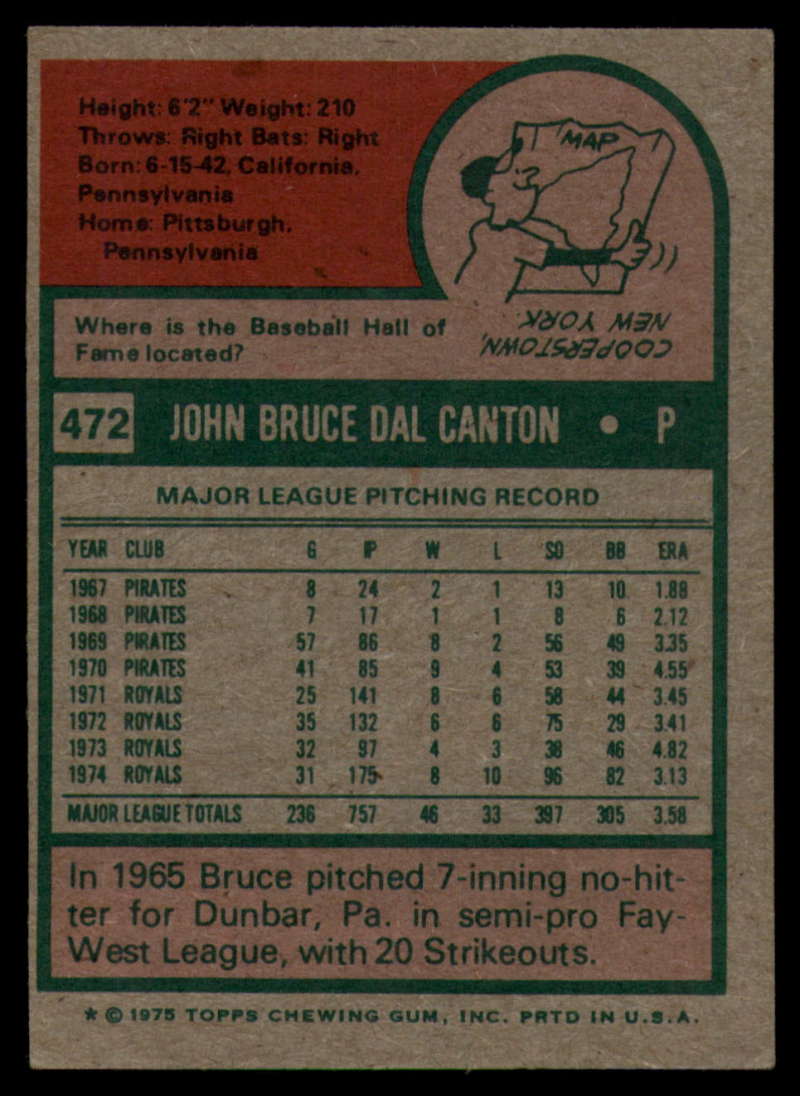 Height: 6'2" Weight: 210
Throws: Right Bats: Right
Born: 6-15-42, California,
Pennsylvania
Home: Pittsburgh,
Pennsylvania
MAP
Where is the Baseball Hall of
Fame located?
COOPERSTOWN,
NEW YORK.
472 JOHN BRUCE DAL CANTON • P
MAJOR LEAGUE PITCHING RECORD
YEAR CLUB G IP W L SO BB ERA
1967 PIRATES 8 24 2 1 13 10 1.88
1968 PIRATES 7 17 1 1 8 6 2.12
1969 PIRATES 57 86 8 2 56 49 3.35
1970 PIRATES 41 85 9 4 53 39 4.55
1971 ROYALS 25 141 8 6 58 44 3.45
1972 ROYALS 35 132 6 6 75 29 3.41
1973 ROYALS 32 97 4 3 38 46 4.82
1974 ROYALS 31 175 8 10 96 82 3.13
MAJOR LEAGUE TOTALS 236 757 46 33 397 305 3.58
In 1965 Bruce pitched 7-inning no-hit-
ter for Dunbar, Pa. in semi-pro Fay-
West League, with 20 Strikeouts.
* © 1975 TOPPS CHEWING GUM, INC. PRTD IN U.S.A.